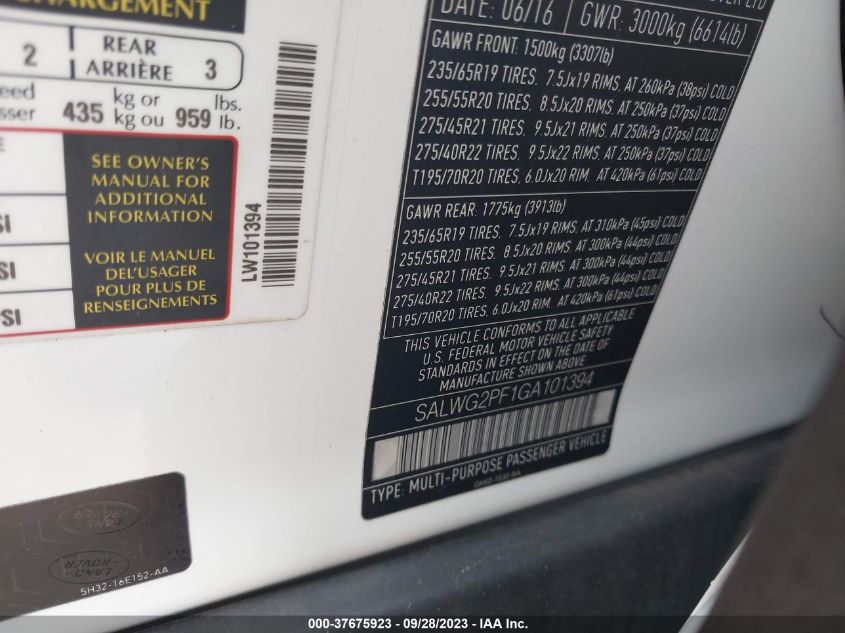 CHARGEMENT
2 REAR
ARRIÈRE 3
eed
sser 435 kg or
kg ou 959 lbs.
lb.
SEE OWNER'S
MANUAL FOR
ADDITIONAL
INFORMATION
VOIR LE MANUEL
DEL'USAGER
POUR PLUS DE
RENSEIGNEMENTS
SI
SI
SI
LW101394
DATE: 06/16 GWR: 3000kg (6614lb)
GAWR FRONT: 1500kg (3307lb)
235/65R19 TIRES. 7.5Jx19 RIMS. AT 260kPa (38psi) COLD
255/55R20 TIRES. 8.5Jx20 RIMS. AT 250kPa (37psi) COLD
275/45R21 TIRES. 9.5Jx21 RIMS. AT 250kPa (37psi) COLD
275/40R22 TIRES. 9.5Jx22 RIMS. AT 250kPa (37psi) COLD
T195/70R20 TIRES. 6.0Jx20 RIM. AT 420kPa (61psi) COLD
GAWR REAR. 1775kg (3913lb)
235/65R19 TIRES. 7.5Jx19 RIMS. AT 310kPa (45psi) COLD
255/55R20 TIRES. 8.5Jx20 RIMS. AT 300kPa (44psi) COLD
275/45R21 TIRES. 9.5Jx21 RIMS. AT 300kPa (44psi) COLD
275/40R22 TIRES. 9.5Jx22 RIMS. AT 300kPa (44psi) COLD
T195/70R20 TIRES. 6.0Jx20 RIM. AT 420kPa (61psi) COLD
THIS VEHICLE CONFORMS TO ALL APPLICABLE
U.S. FEDERAL MOTOR VEHICLE SAFETY
STANDARDS IN EFFECT ON THE DATE OF
MANUFACTURE SHOWN ABOVE
SALWG2PF1GA101394
TYPE: MULTI-PURPOSE PASSENGER VEHICLE
LAND
ROVER
LAND
ROVER
5H32-16E152-AA
000-37675923 - 09/28/2023 - IAA Inc.